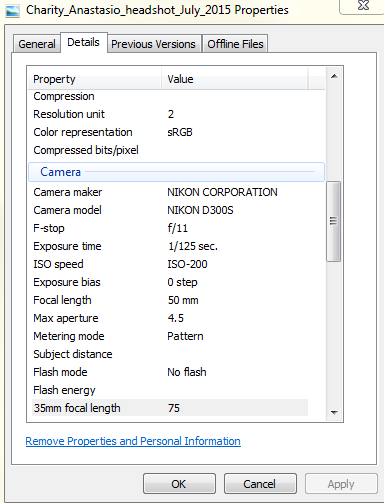 Charity_Anastasio_headshot_July_2015 Properties
General Details Previous Versions Offline Files
Property Value
Compression
Resolution unit 2
Color representation sRGB
Compressed bits/pixel
Camera
Camera maker NIKON CORPORATION
Camera model NIKON D300S
F-stop f/11
Exposure time 1/125 sec.
ISO speed ISO-200
Exposure bias 0 step
Focal length 50 mm
Max aperture 4.5
Metering mode Pattern
Subject distance
Flash mode No flash
Flash energy
35mm focal length 75
Remove Properties and Personal Information
OK Cancel Apply